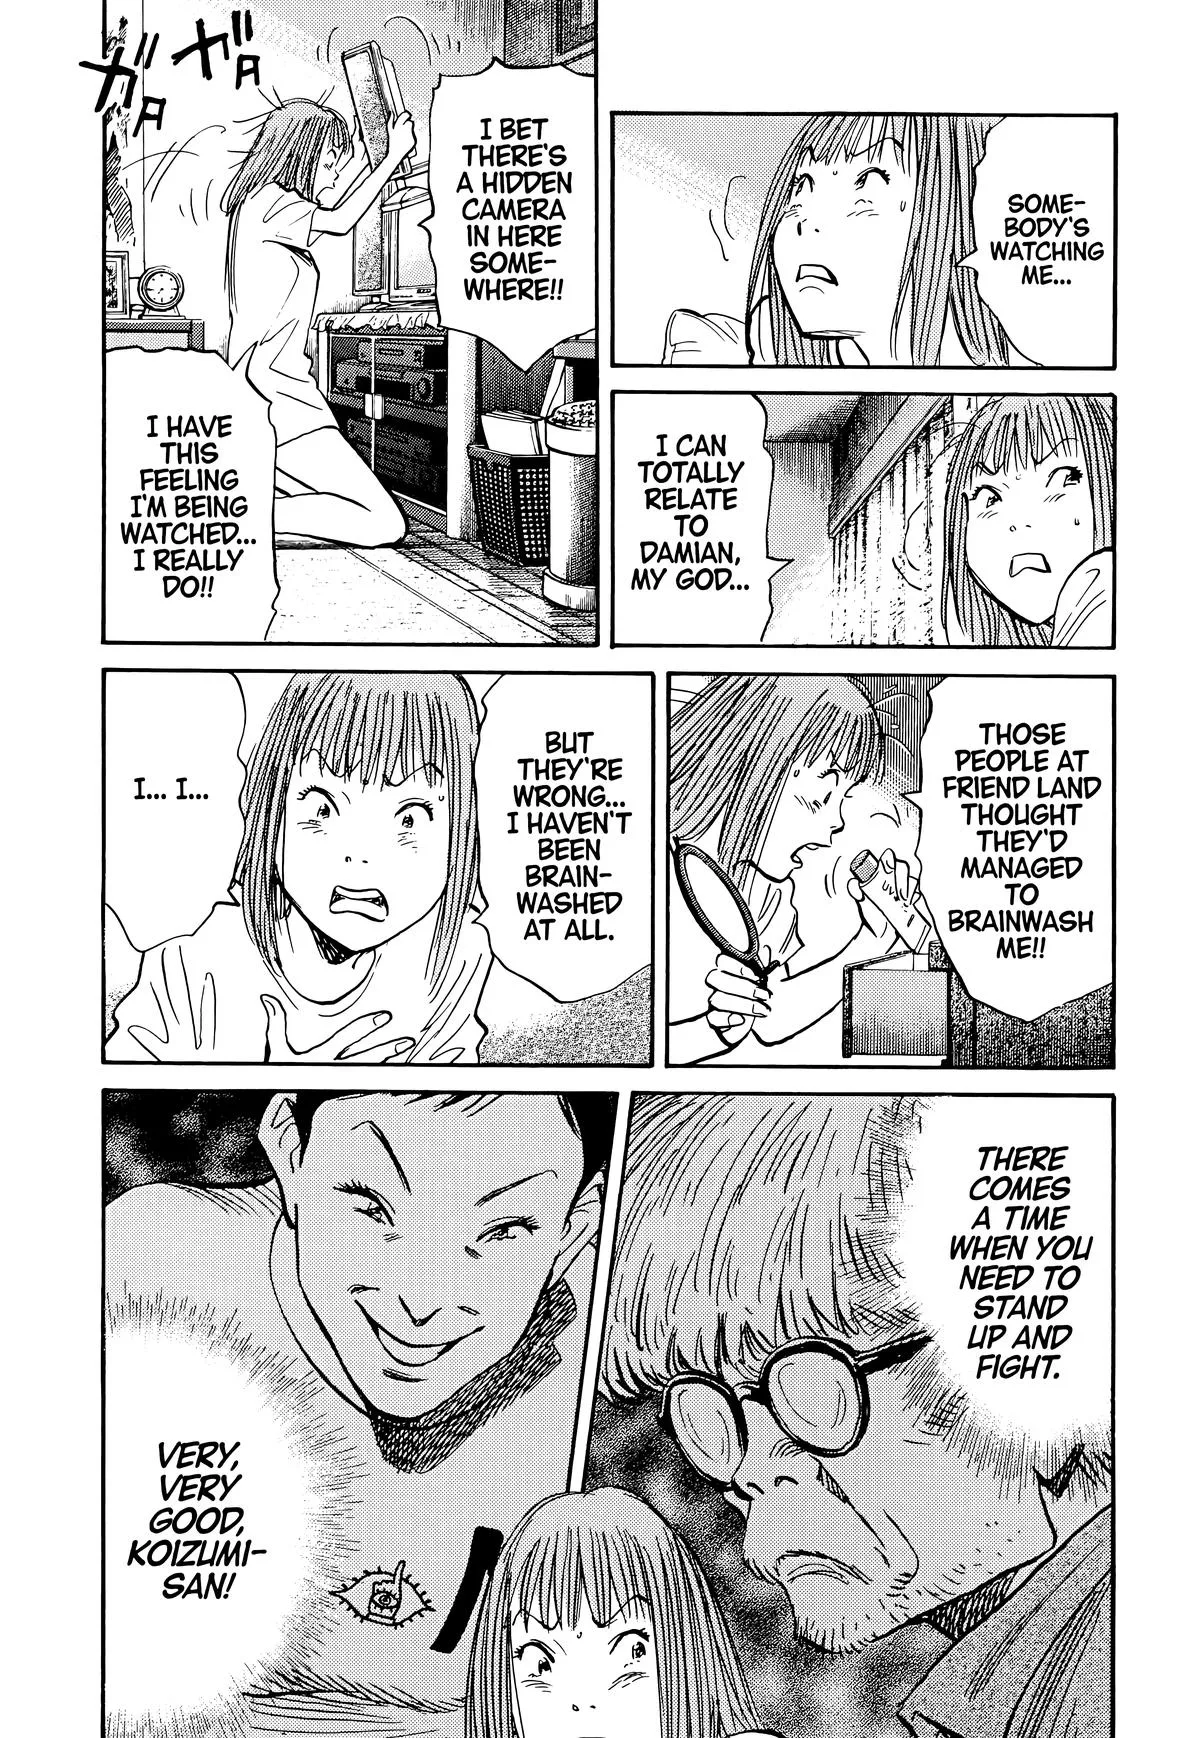 SOME-
BODY'S
WATCHING
ME...
I CAN
TOTALLY
RELATE
TO
DAMIAN,
MY GOD...
ガタ
ガタ
I BET
THERE'S
A HIDDEN
CAMERA
IN HERE
SOME-
WHERE!!
I HAVE
THIS
FEELING
I'M BEING
WATCHED...
I REALLY
DO!!
THOSE
PEOPLE AT
FRIEND LAND
THOUGHT
THEY'D
MANAGED
TO
BRAINWASH
ME!!
BUT
THEY'RE
WRONG...
I HAVEN'T
BEEN
BRAIN-
WASHED
AT ALL.
I... I...
THERE
COMES
A TIME
WHEN YOU
NEED TO
STAND
UP AND
FIGHT.
VERY,
VERY
GOOD,
KOIZUMI-
SAN!